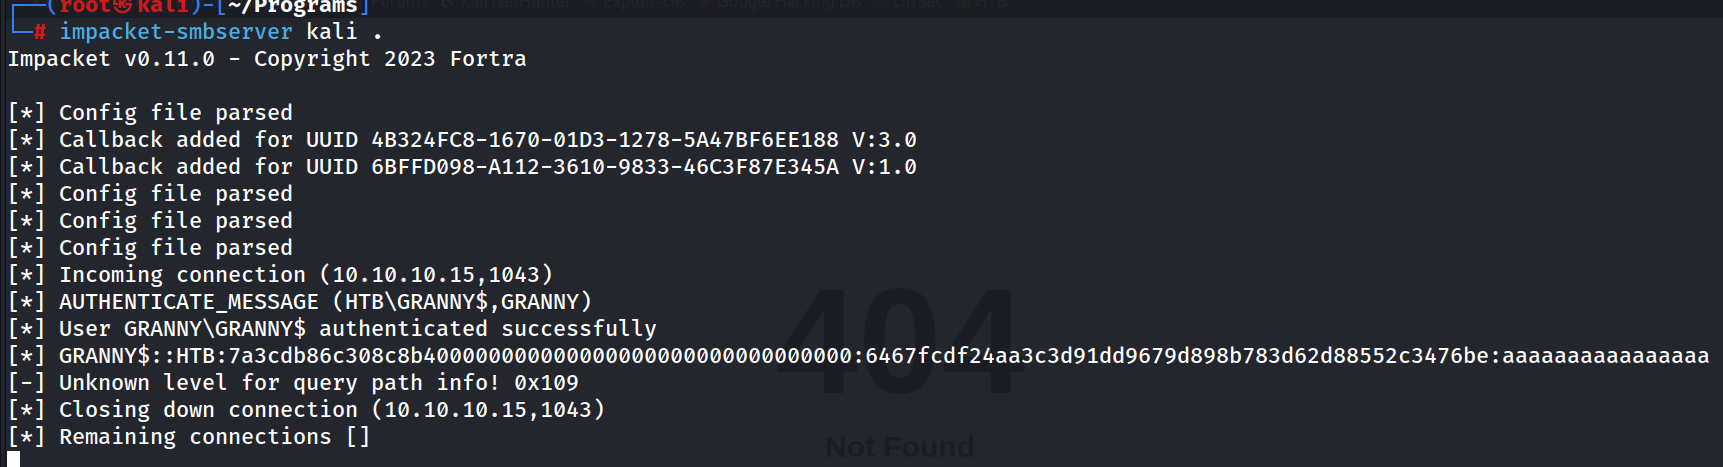 (root㉿kali)-[~/Programs]
# impacket-smbserver kali .
Impacket v0.11.0 - Copyright 2023 Fortra
[*] Config file parsed
[*] Callback added for UUID 4B324FC8-1670-01D3-1278-5A47BF6EE188 V:3.0
[*] Callback added for UUID 6BFFD098-A112-3610-9833-46C3F87E345A V:1.0
[*] Config file parsed
[*] Config file parsed
[*] Config file parsed
[*] Incoming connection (10.10.10.15,1043)
[*] AUTHENTICATE_MESSAGE (HTB\GRANNY$,GRANNY)
[*] User GRANNY\GRANNY$ authenticated successfully
[*] GRANNY$::HTB:7a3cdb86c308c8b400000000000000000000000000000000:6467fcdf24aa3c3d91dd9679d898b783d62d88552c3476be:aaaaaaaaaaaaaaaa
[-] Unknown level for query path info! 0x109
[*] Closing down connection (10.10.10.15,1043)
[*] Remaining connections []
404
Not Found